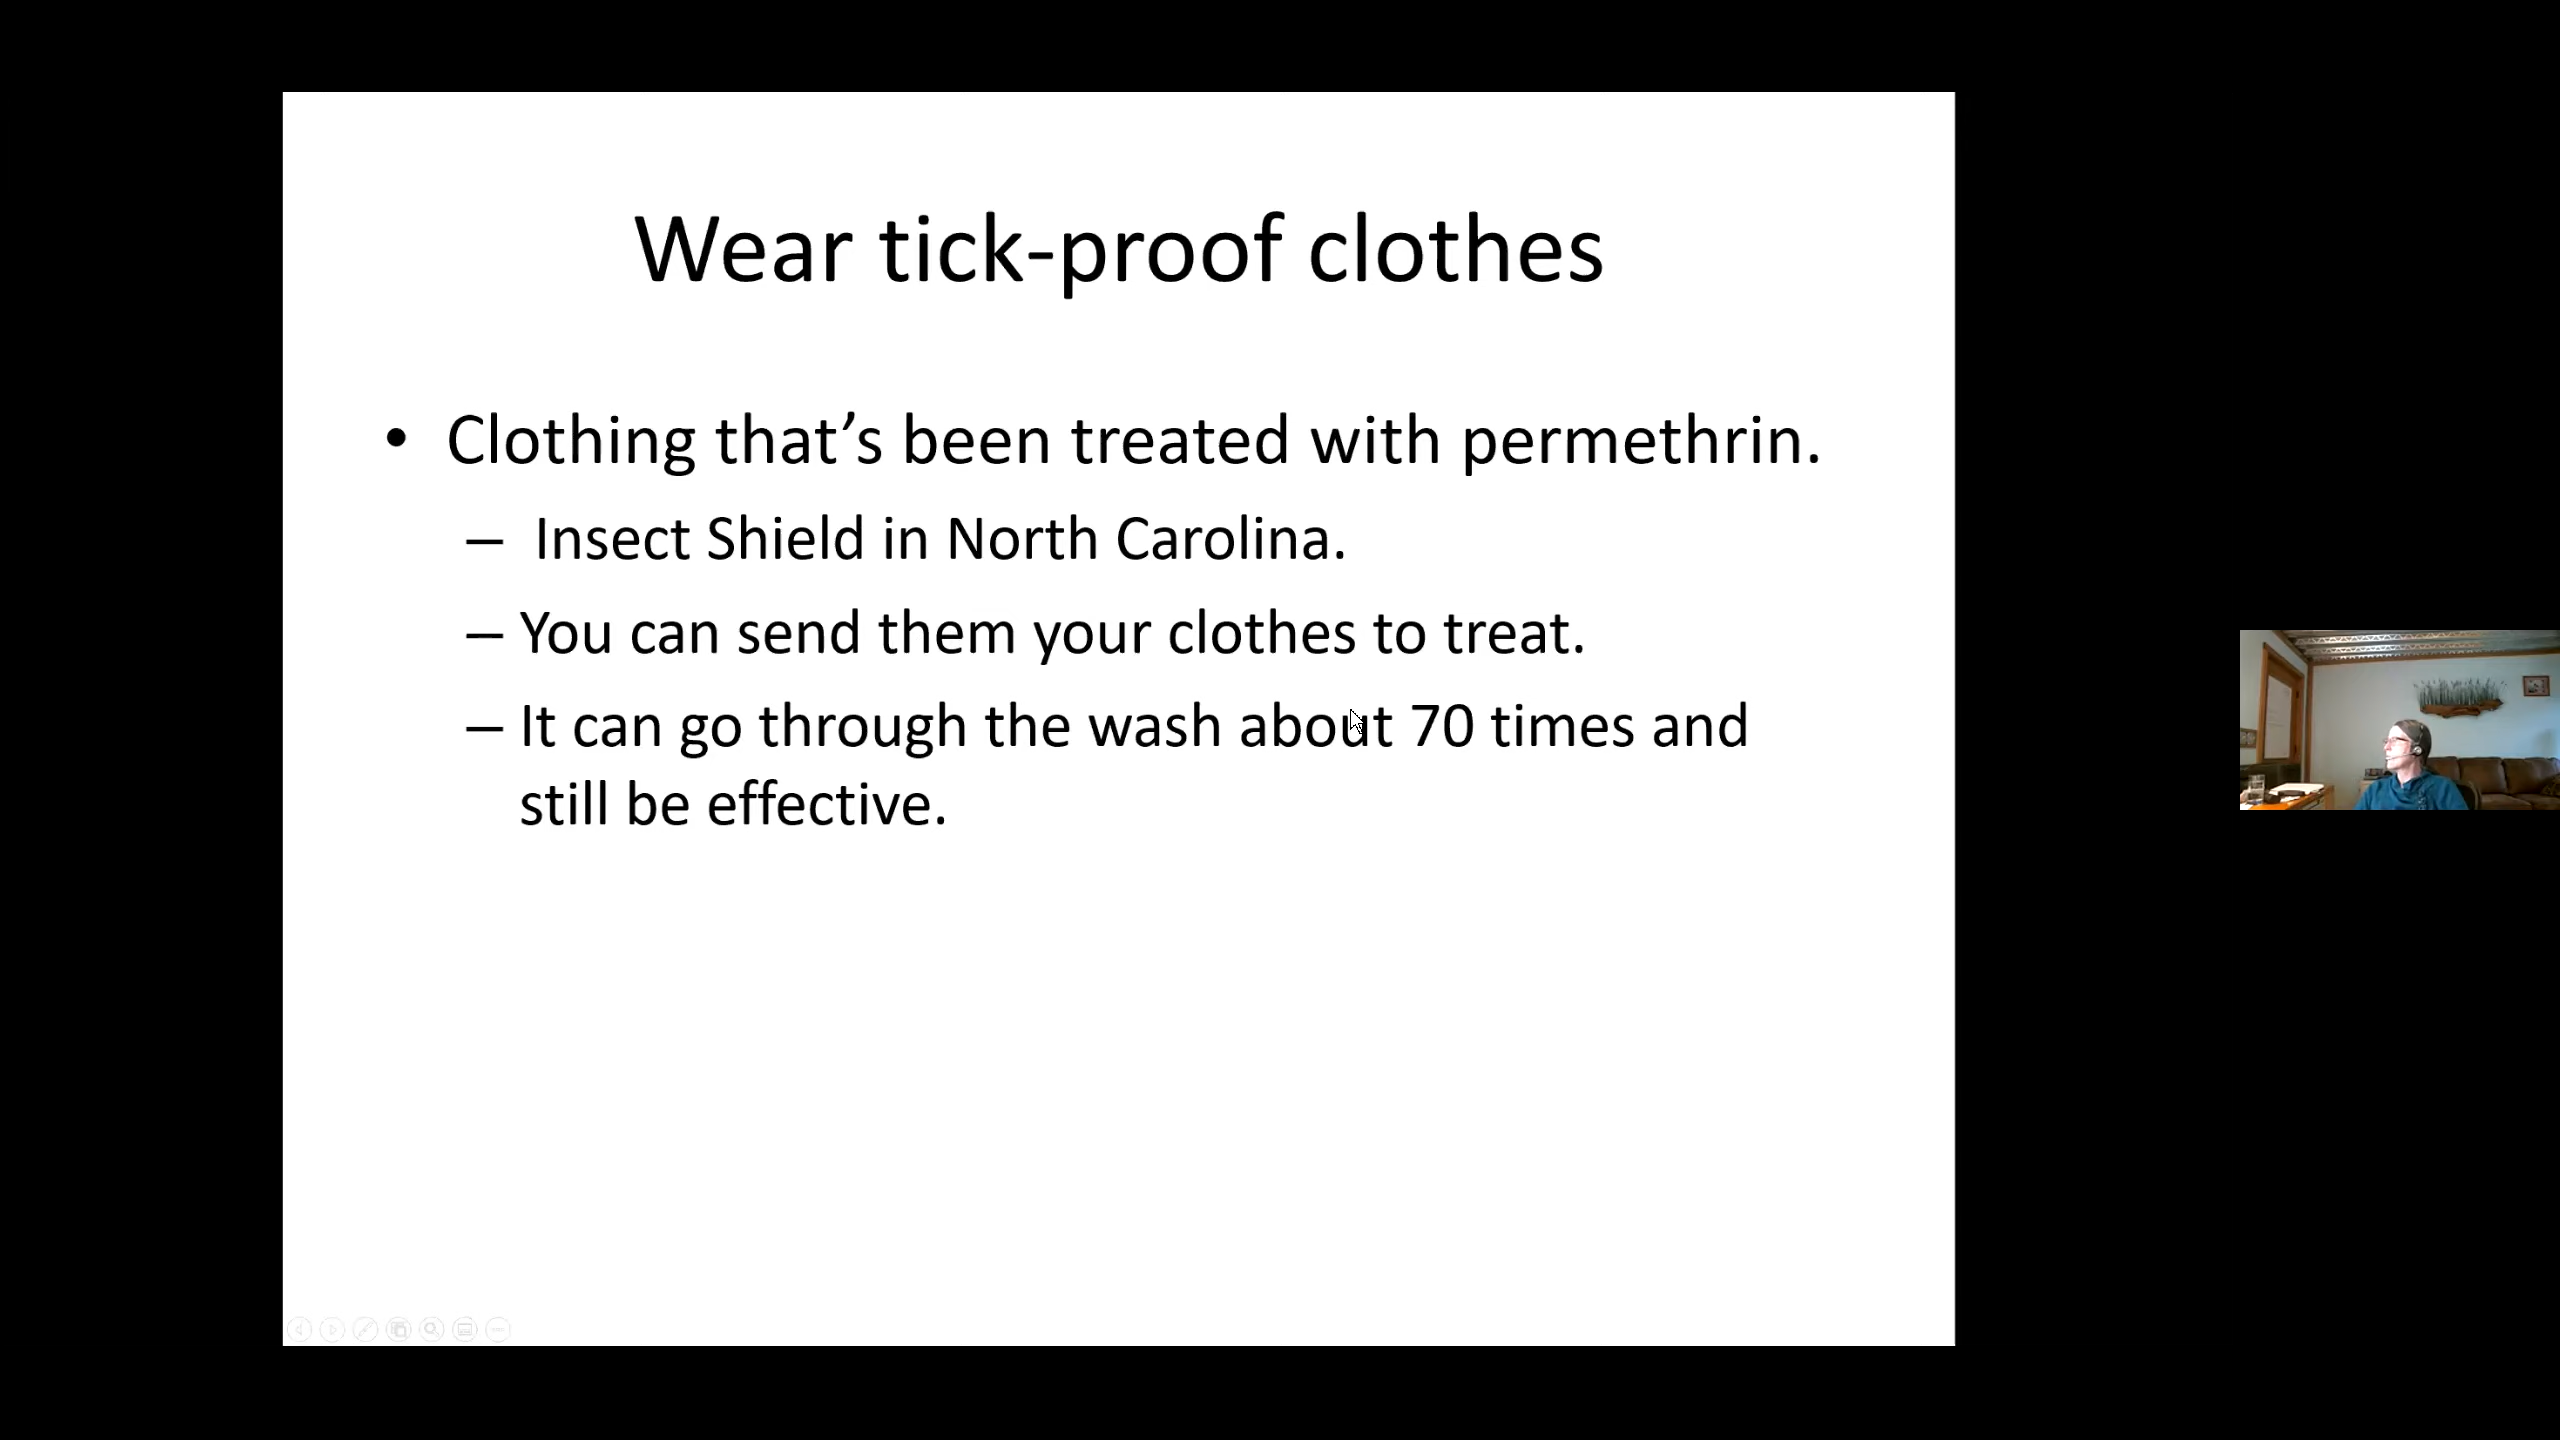 Wear tick-proof clothes
• Clothing that’s been treated with permethrin.
– Insect Shield in North Carolina.
– You can send them your clothes to treat.
– It can go through the wash about 70 times and
still be effective.